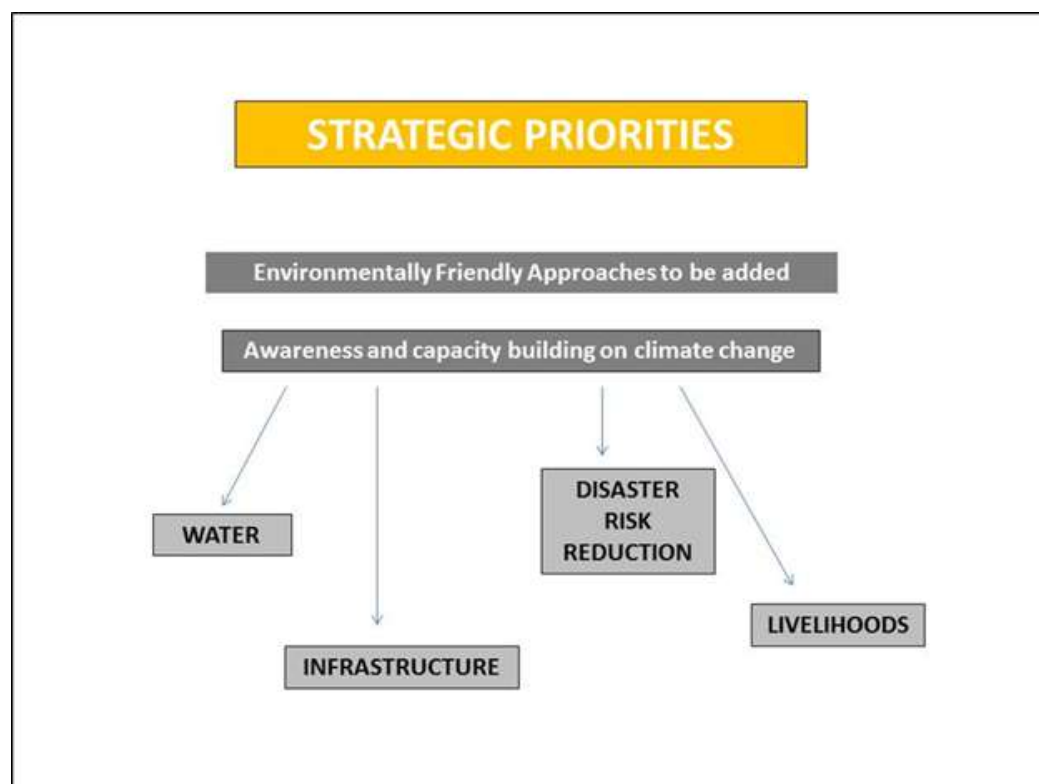 STRATEGIC PRIORITIES
Environmentally Friendly Approaches to be added
Awareness and capacity building on climate change
WATER
DISASTER
RISK
REDUCTION
LIVELIHOODS
INFRASTRUCTURE